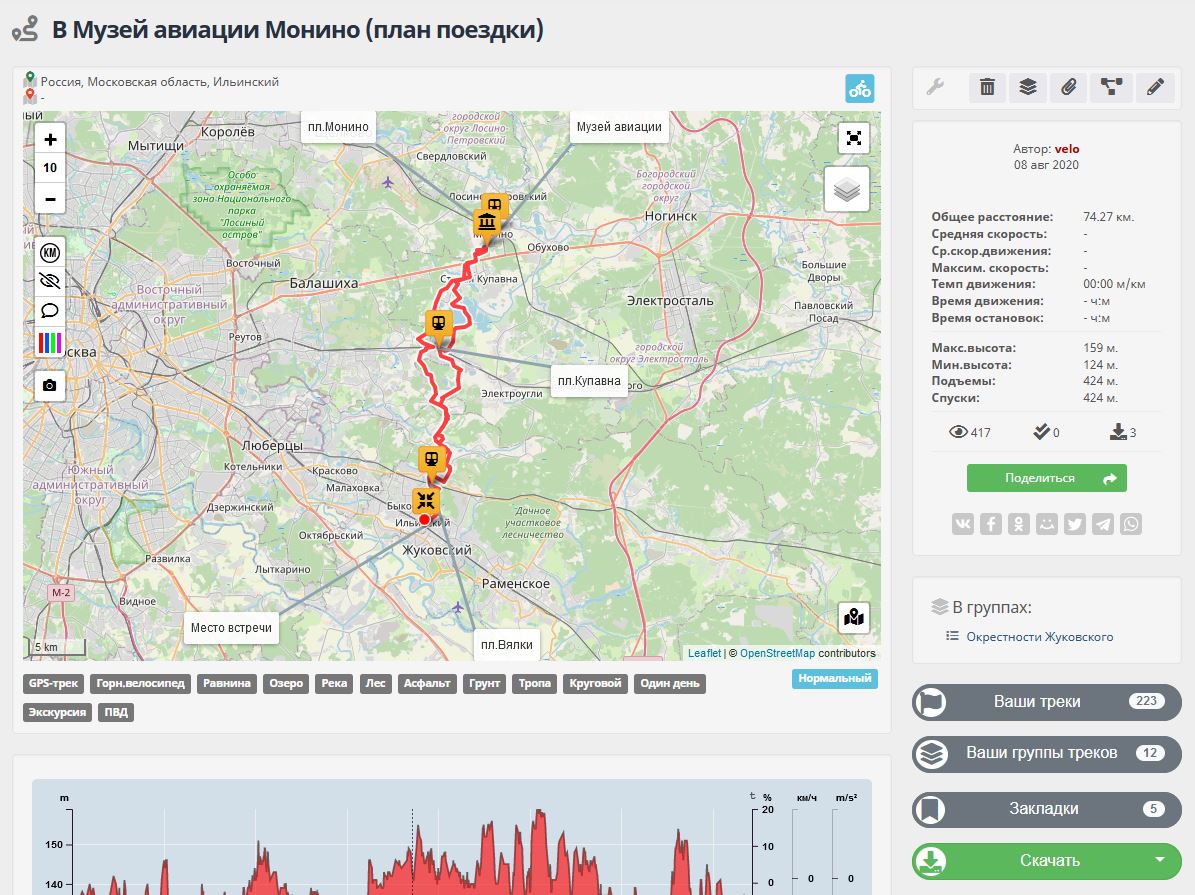 В Музей авиации Монино (план поездки)
Россия, Московская область, Ильинский
-
+
10
−
KM
пл.Монино
Музей авиации
пл.Купавна
Место встречи
пл.Вялки
Королёв
Мытищи
городской
округ Лосино-
Петровский
Свердловский
Особо
охраняемая
зона Национального
парка
"Лосиный
остров"
Богородский
городской
округ
Ногинск
Обухово
Восточный
Балашиха
Большие
Дворы
Восточный
административный
округ
Электросталь
Павловский
Посад
Реутов
сква
городской
округ Электросталь
Электроугли
Люберцы
Котельники
Красково
Малаховка
Южный
административный
округ
Дзержинский
Октябрьский
"Дачное
участковое
лесничество"
Жуковский
Развилка
Лыткарино
Раменское
M-2
Видное
5 km
Leaflet | © OpenStreetMap contributors
GPS-трек
Горн.велосипед
Равнина
Озеро
Река
Лес
Асфальт
Грунт
Тропа
Круговой
Один день
Нормальный
Экскурсия
ПВД
m
t %
км/ч
m/s²
20
150
10
140
0
0
0
Автор: velo
08 авг 2020
Общее расстояние: 74.27 км.
Средняя скорость: -
Ср.скор.движения: -
Максим. скорость: -
Темп движения: 00:00 м/км
Время движения: - ч:м
Время остановок: - ч:м
Макс.высота: 159 м.
Мин.высота: 124 м.
Подъемы: 424 м.
Спуски: 424 м.
417
0
3
Поделиться
В группах:
Окрестности Жуковского
Ваши треки 223
Ваши группы треков 12
Закладки 5
Скачать